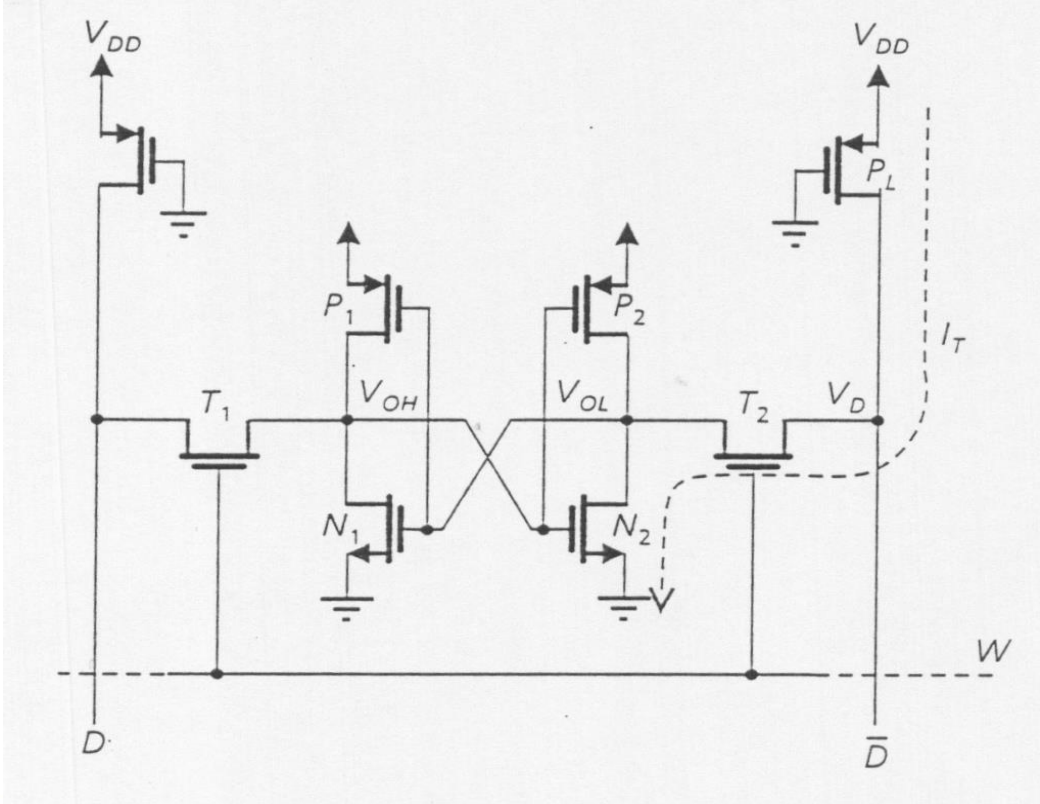 V_DD
V_DD
P_L
P_1
P_2
I_T
T_1
V_OH
V_OL
T_2
V_D
N_1
N_2
W
D
D̅